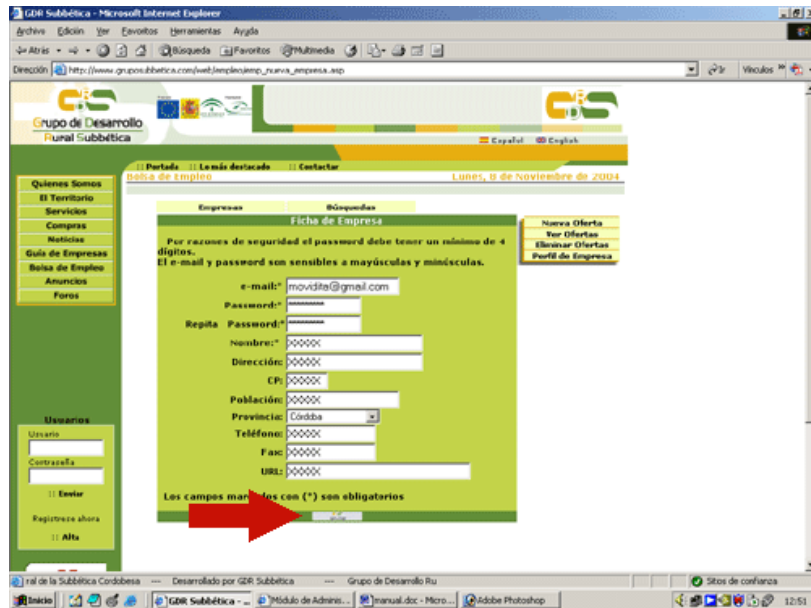 GDR Subbética - Microsoft Internet Explorer
Archivo Edición Ver Favoritos Herramientas Ayuda
Atrás Búsqueda Favoritos Multimedia
Dirección http://www.gruposubbetica.com/web/empleo/emp_nueva_empresa.asp Ir Vínculos
Grupo de Desarrollo
Rural Subbética
Español English
:: Portada :: Lo más destacado :: Contactar
Bolsa de Empleo Lunes, 8 de Noviembre de 2004
Quienes Somos
El Territorio
Servicios
Compras
Noticias
Guía de Empresas
Bolsa de Empleo
Anuncios
Foros
Empresas Búsquedas
Ficha de Empresa
Por razones de seguridad el password debe tener un mínimo de 4
dígitos.
El e-mail y password son sensibles a mayúsculas y minúsculas.
e-mail:* movidita@gmail.com
Password:* *********
Repita Password:* *********
Nombre:* XXXXX
Dirección: XXXXX
CP: XXXXX
Población: XXXXX
Provincia: Córdoba
Teléfono: XXXXX
Fax: XXXXX
URL: XXXXX
Los campos marcados con (*) son obligatorios
Nueva Oferta
Ver Ofertas
Eliminar Ofertas
Perfil de Empresa
Usuarios
Usuario
Contraseña
:: Enviar
Registrese ahora
:: Alta
ral de la Subbética Cordobesa --- Desarrollado por GDR Subbética --- Grupo de Desarrollo Ru Sitios de confianza
Inicio GDR Subbética - ... Módulo de Adminis... manual.doc - Micro... Adobe Photoshop 12:51